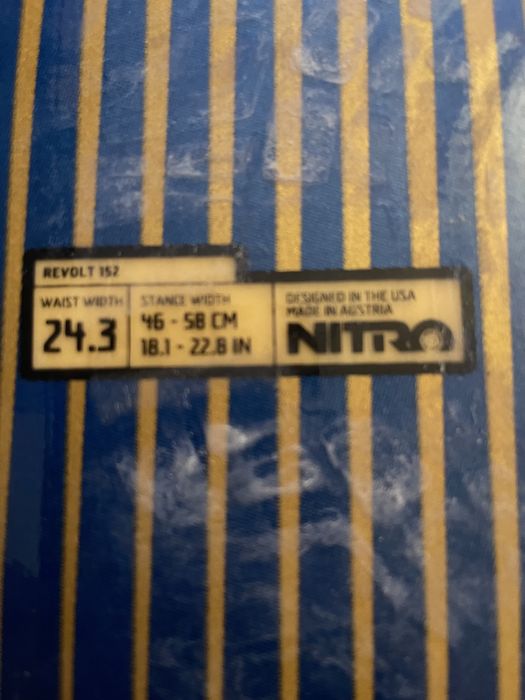 REVOLT 152
WAIST WIDTH
24.3
STANCE WIDTH
46 - 58 CM
18.1 - 22.8 IN
DESIGNED IN THE USA
MADE IN AUSTRIA
NITRO